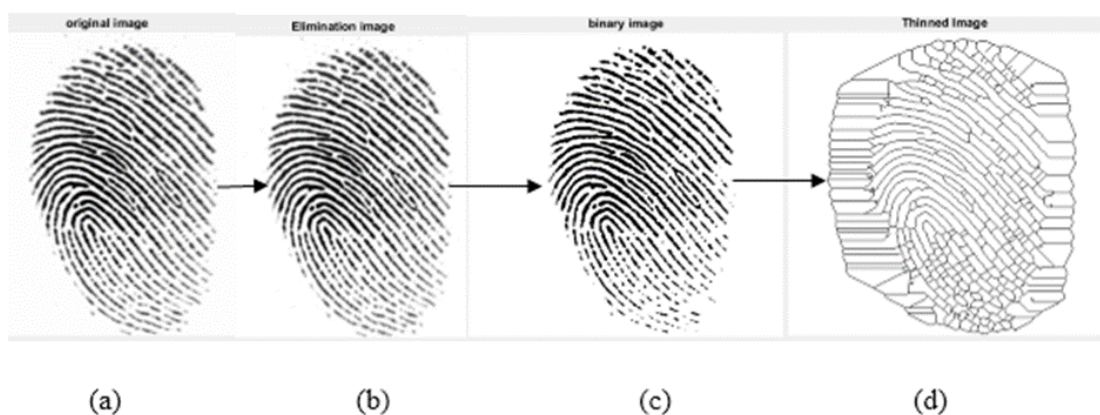 original image
Elimination image
binary image
Thinned Image
(a)
(b)
(c)
(d)